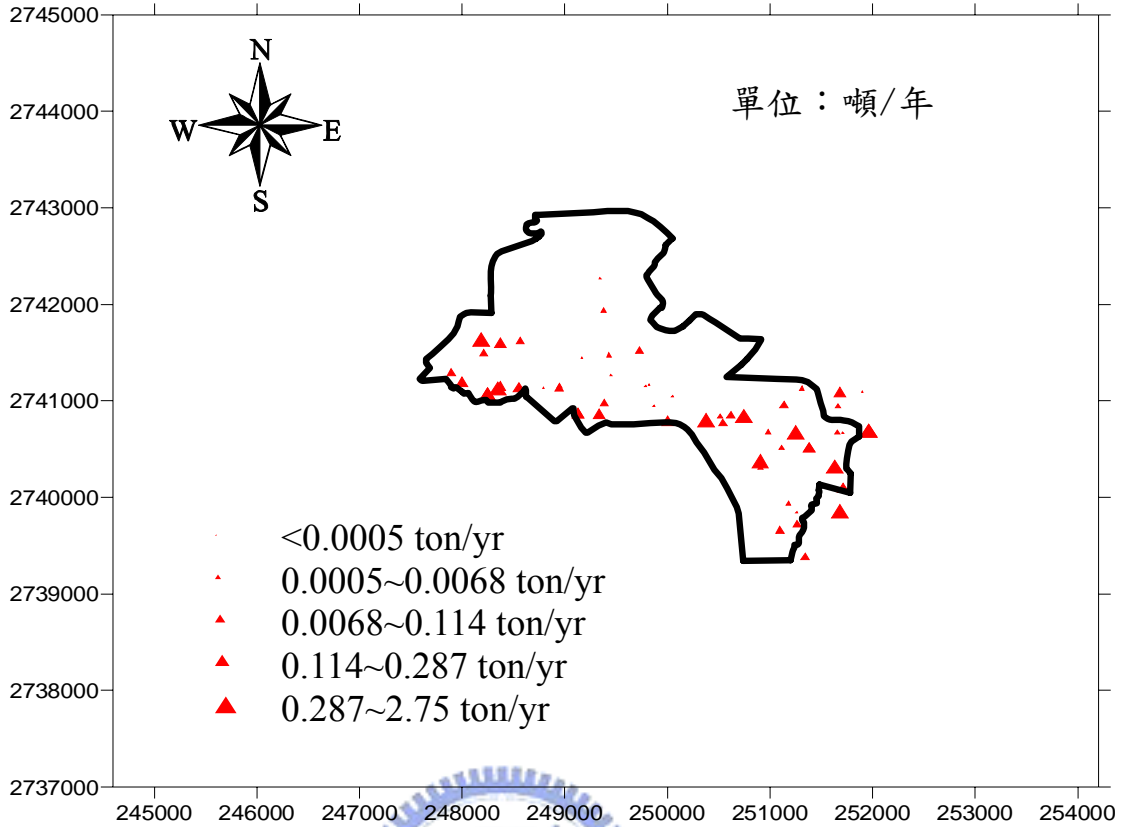 2745000
N
單位：噸/年
2744000
W
E
S
2743000
2742000
2741000
2740000
<0.0005 ton/yr
0.0005~0.0068 ton/yr
2739000
0.0068~0.114 ton/yr
0.114~0.287 ton/yr
2738000
0.287~2.75 ton/yr
2737000
245000 246000 247000 248000 249000 250000 251000 252000 253000 254000